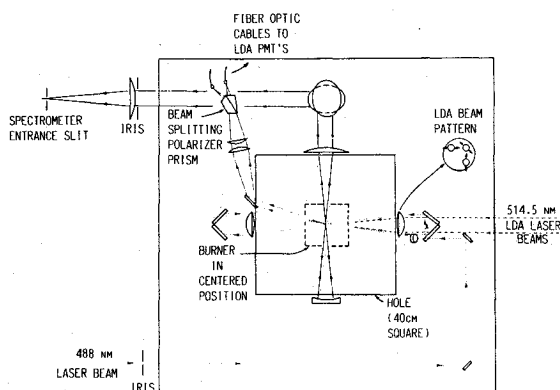 FIBER OPTIC
CABLES TO
LDA PMT'S
SPECTROMETER
ENTRANCE SLIT
IRIS
BEAM
SPLITTING
POLARIZER
PRISM
LDA BEAM
PATTERN
514.5 NM
LDA LASER
BEAMS
BURNER
IN
CENTERED
POSITION
HOLE
(40CM
SQUARE)
488 NM
LASER BEAM
IRIS